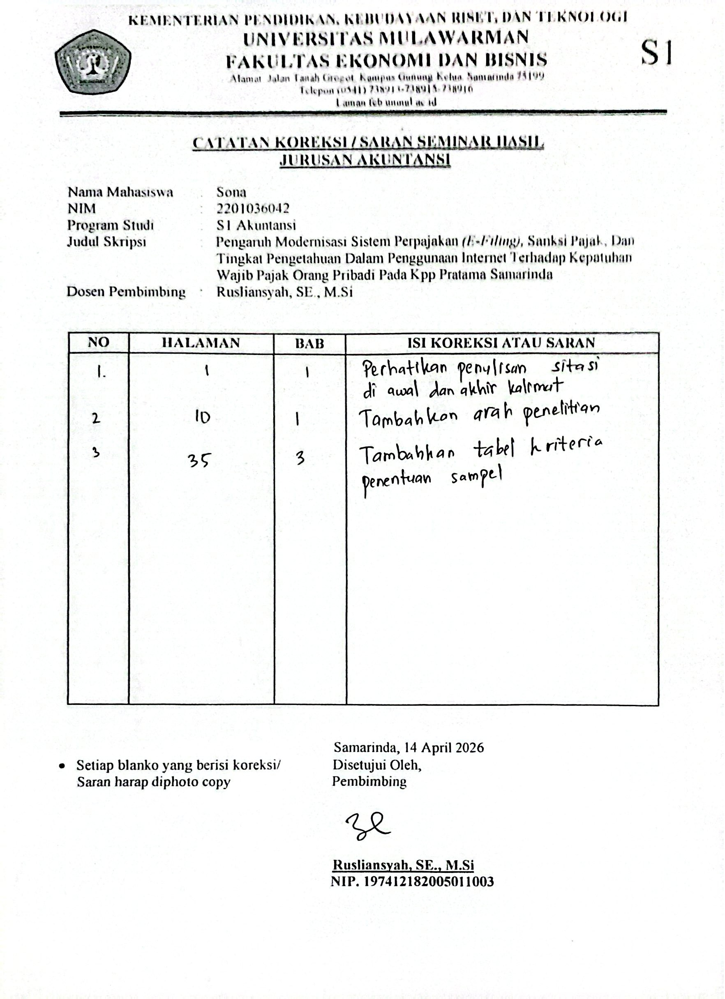 KEMENTERIAN PENDIDIKAN, KEBUDAYAAN RISET, DAN TEKNOLOGI
UNIVERSITAS MULAWARMAN
FAKULTAS EKONOMI DAN BISNIS
S1
Alamat Jalan Tanah Grogot Kampus Gunung Kelua Samarinda 75199
Telepon (0541) 738913-738915-738916
Laman feb unmul ac id
CATATAN KOREKSI / SARAN SEMINAR HASIL
JURUSAN AKUNTANSI
Nama Mahasiswa : Sona
NIM : 2201036042
Program Studi : S1 Akuntansi
Judul Skripsi : Pengaruh Modernisasi Sistem Perpajakan (E-Filing), Sanksi Pajak, Dan
Tingkat Pengetahuan Dalam Penggunaan Internet Terhadap Kepatuhan
Wajib Pajak Orang Pribadi Pada Kpp Pratama Samarinda
Dosen Pembimbing : Rusliansyah, SE., M.Si
NO HALAMAN BAB ISI KOREKSI ATAU SARAN
1. 1 1 Perhatikan penylisan sitasi
di awal dan akhir kalimat
2 10 1 Tambahkan arah penelitian
3 35 3 Tambahkan tabel kriteria
penentuan sampel
Samarinda, 14 April 2026
• Setiap blanko yang berisi koreksi/ Disetujui Oleh,
Saran harap diphoto copy Pembimbing
Rusliansyah, SE., M.Si
NIP. 197412182005011003